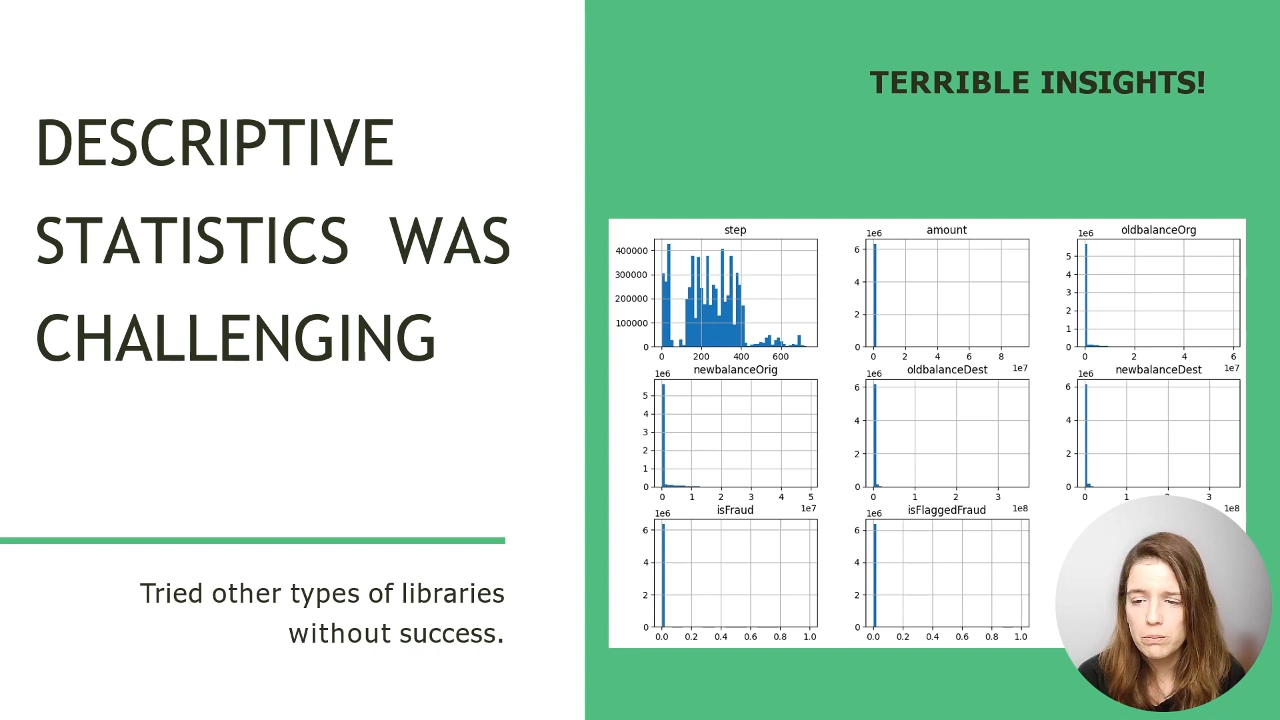 DESCRIPTIVE
STATISTICS WAS
CHALLENGING
Tried other types of libraries
without success.
TERRIBLE INSIGHTS!
step
400000
300000
200000
100000
0
0 200 400 600
amount
1e6
6
4
2
0
0 2 4 6 8
1e7
oldbalanceOrg
1e6
5
4
3
2
1
0
0 2 4 6
1e7
newbalanceOrig
1e6
5
4
3
2
1
0
0 1 2 3 4 5
1e7
oldbalanceDest
1e6
6
4
2
0
0 1 2 3
1e8
newbalanceDest
1e6
6
4
2
0
0 1 3
1e8
isFraud
1e6
6
4
2
0
0.0 0.2 0.4 0.6 0.8 1.0
isFlaggedFraud
1e6
6
4
2
0
0.0 0.2 0.4 0.6 0.8 1.0